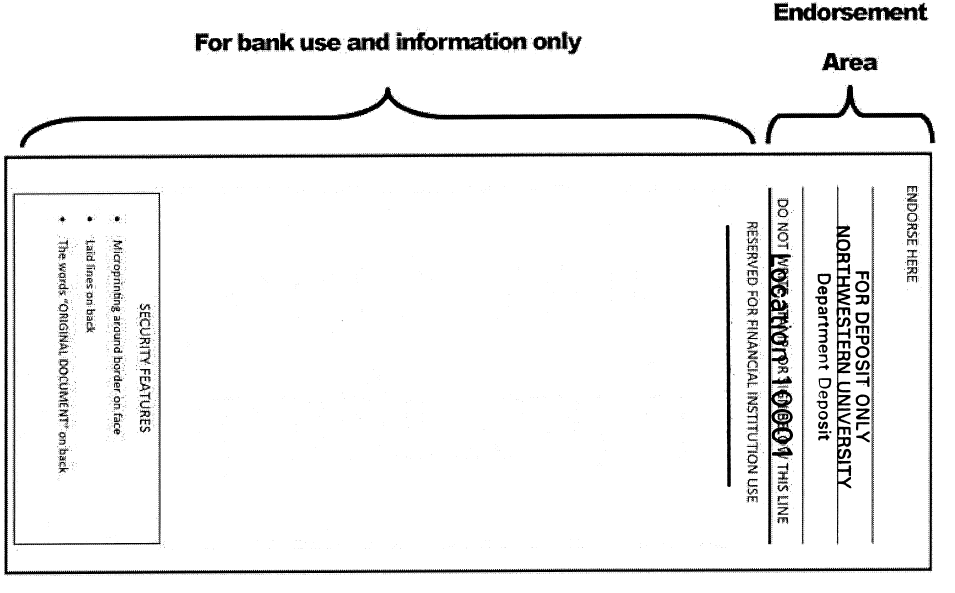 Endorsement
Area
For bank use and information only
ENDORSE HERE
FOR DEPOSIT ONLY
NORTHWESTERN UNIVERSITY
Department Deposit
Location 10001
DO NOT WRITE, STAMP OR SIGN BELOW THIS LINE
RESERVED FOR FINANCIAL INSTITUTION USE
SECURITY FEATURES
• Microprinting around border on face
• Laid lines on back
• The words "ORIGINAL DOCUMENT" on back